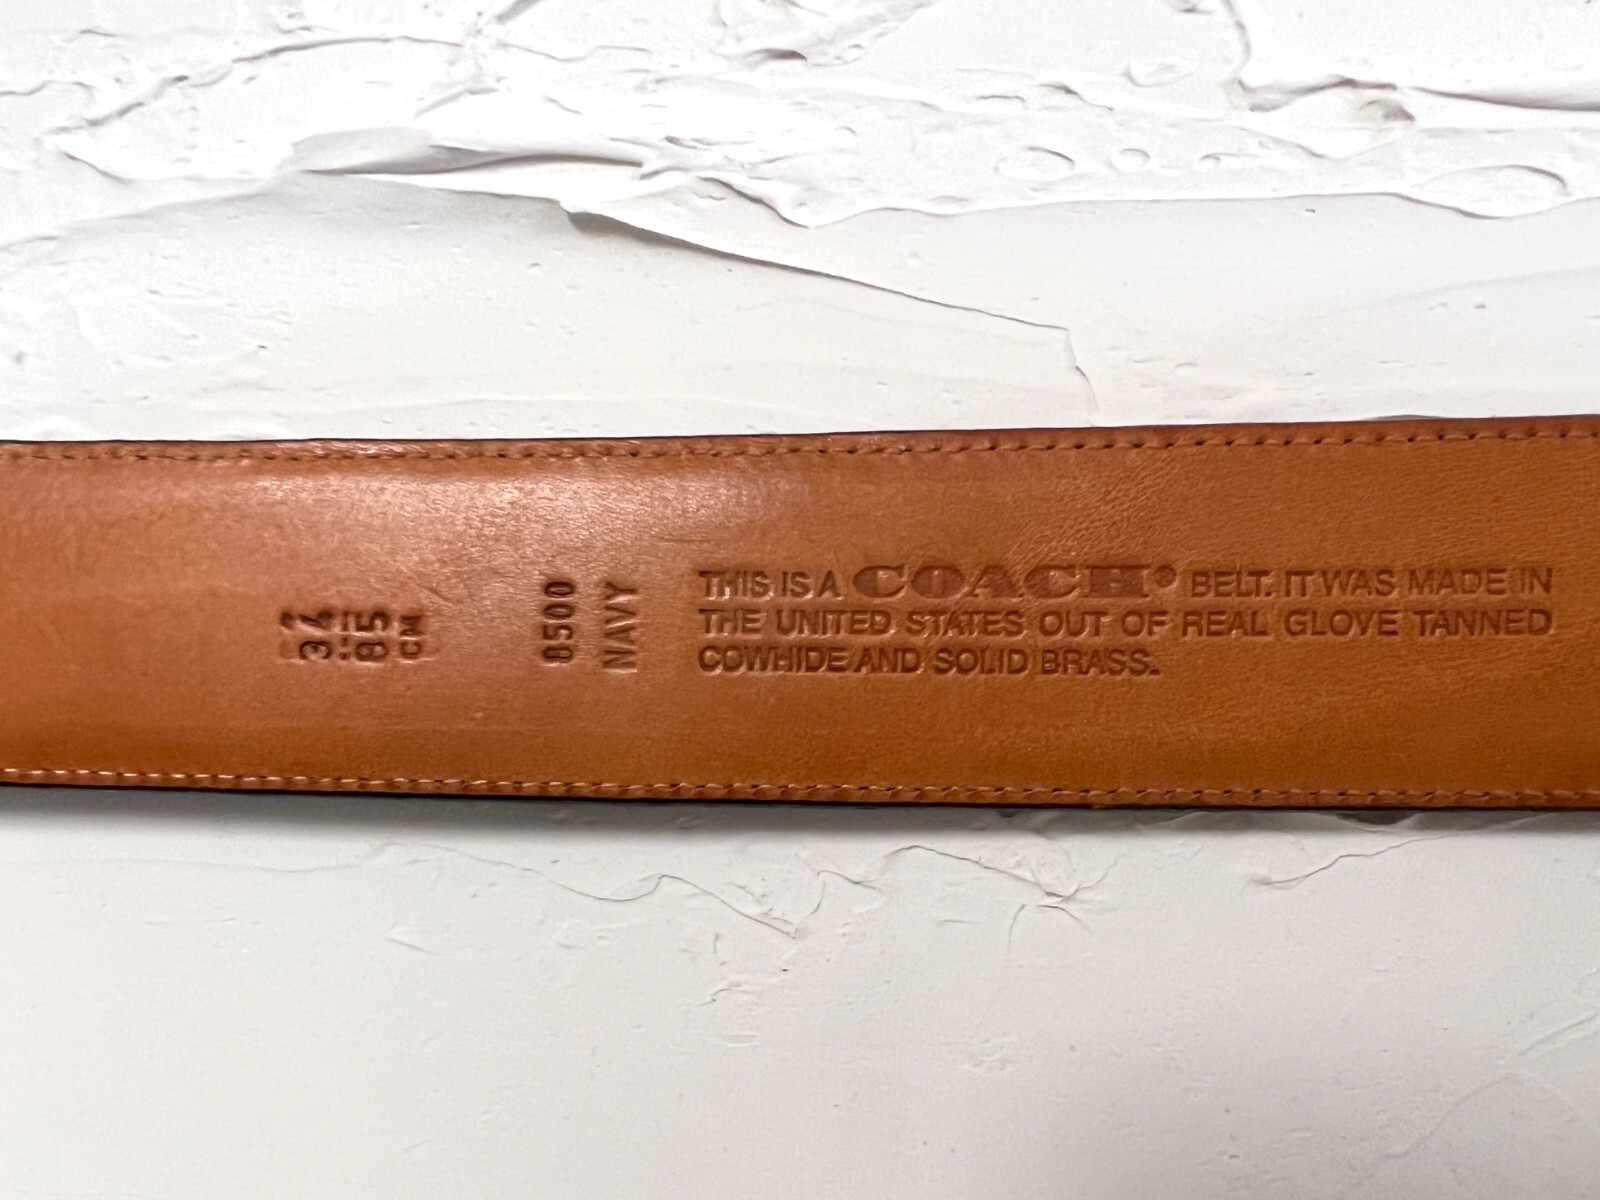 34"
85
CM
8500
NAVY
THIS IS A COACH® BELT. IT WAS MADE IN
THE UNITED STATES OUT OF REAL GLOVE TANNED
COWHIDE AND SOLID BRASS.